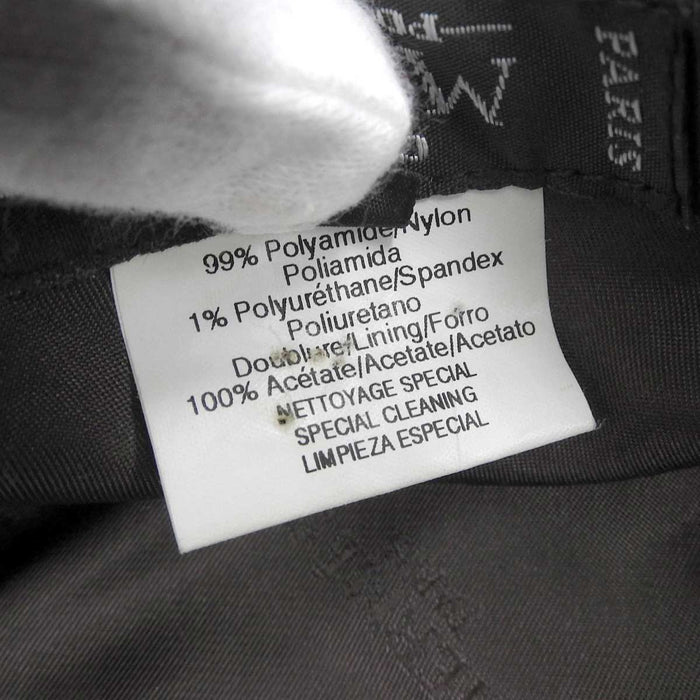 PARIS
99% Polyamide/Nylon
Poliamida
1% Polyuréthane/Spandex
Poliuretano
Doublure/Lining/Forro
100% Acétate/Acetate/Acetato
NETTOYAGE SPECIAL
SPECIAL CLEANING
LIMPIEZA ESPECIAL